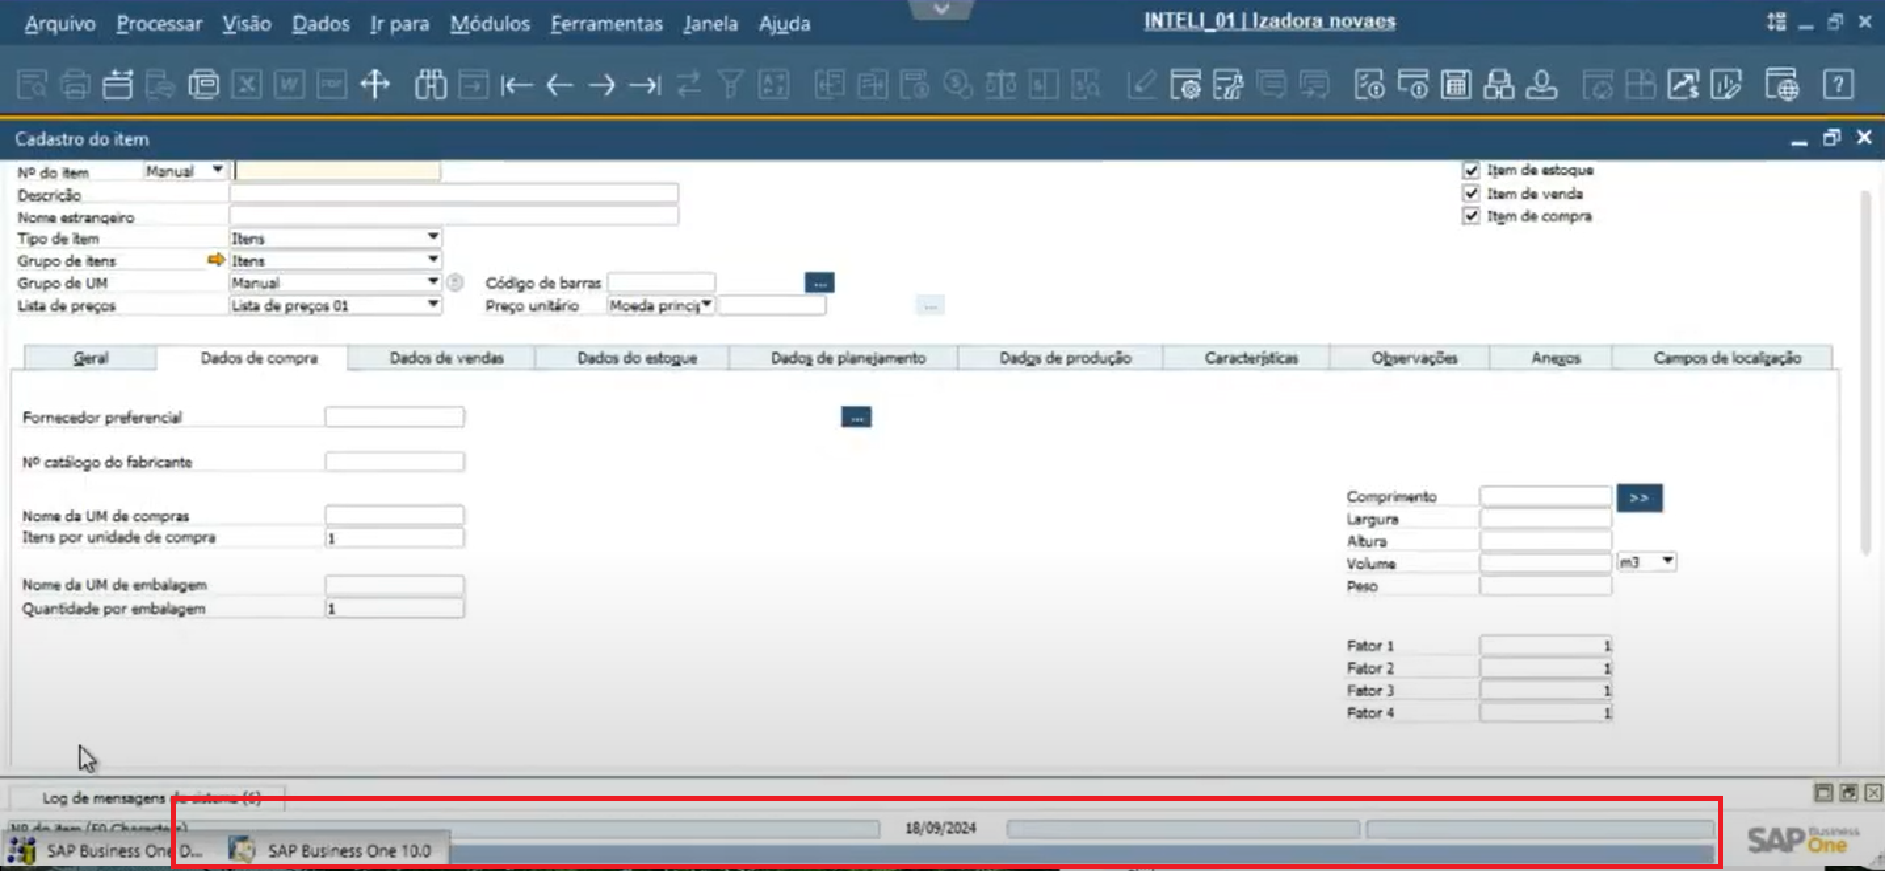 Arquivo Processar Visão Dados Ir para Módulos Ferramentas Janela Ajuda INTELI_01 | Izadora novaes
Cadastro do item
Nº do item Manual
Item de estoque
Descrição
Item de venda
Nome estrangeiro
Item de compra
Tipo de item Itens
Grupo de itens Itens
Grupo de UM Manual Código de barras ...
Lista de preços Lista de preços 01 Preço unitário Moeda princip ...
Geral Dados de compra Dados de vendas Dados do estoque Dados de planejamento Dados de produção Características Observações Anexos Campos de localização
Fornecedor preferencial ...
Nº catálogo do fabricante
Comprimento >>
Nome da UM de compras
Largura
Itens por unidade de compra 1
Altura
Volume m3
Nome da UM de embalagem
Peso
Quantidade por embalagem 1
Fator 1 1
Fator 2 1
Fator 3 1
Fator 4 1
Log de mensagens do sistema (6)
Nº do item (50 Characters) 18/09/2024
SAP Business One
SAP Business One D... SAP Business One 10.0